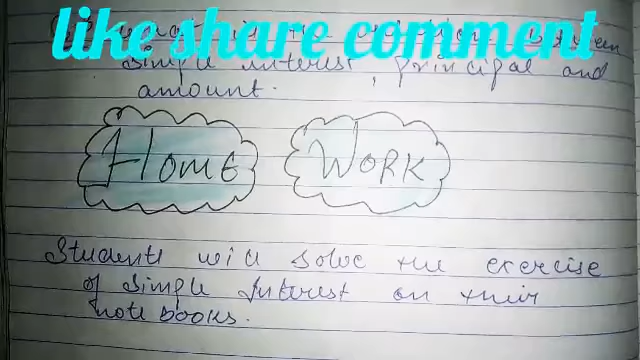 like share comment
simple interest, principal and
amount.
HOME WORK
Students will solve the exercise
of simple interest on their
note books.